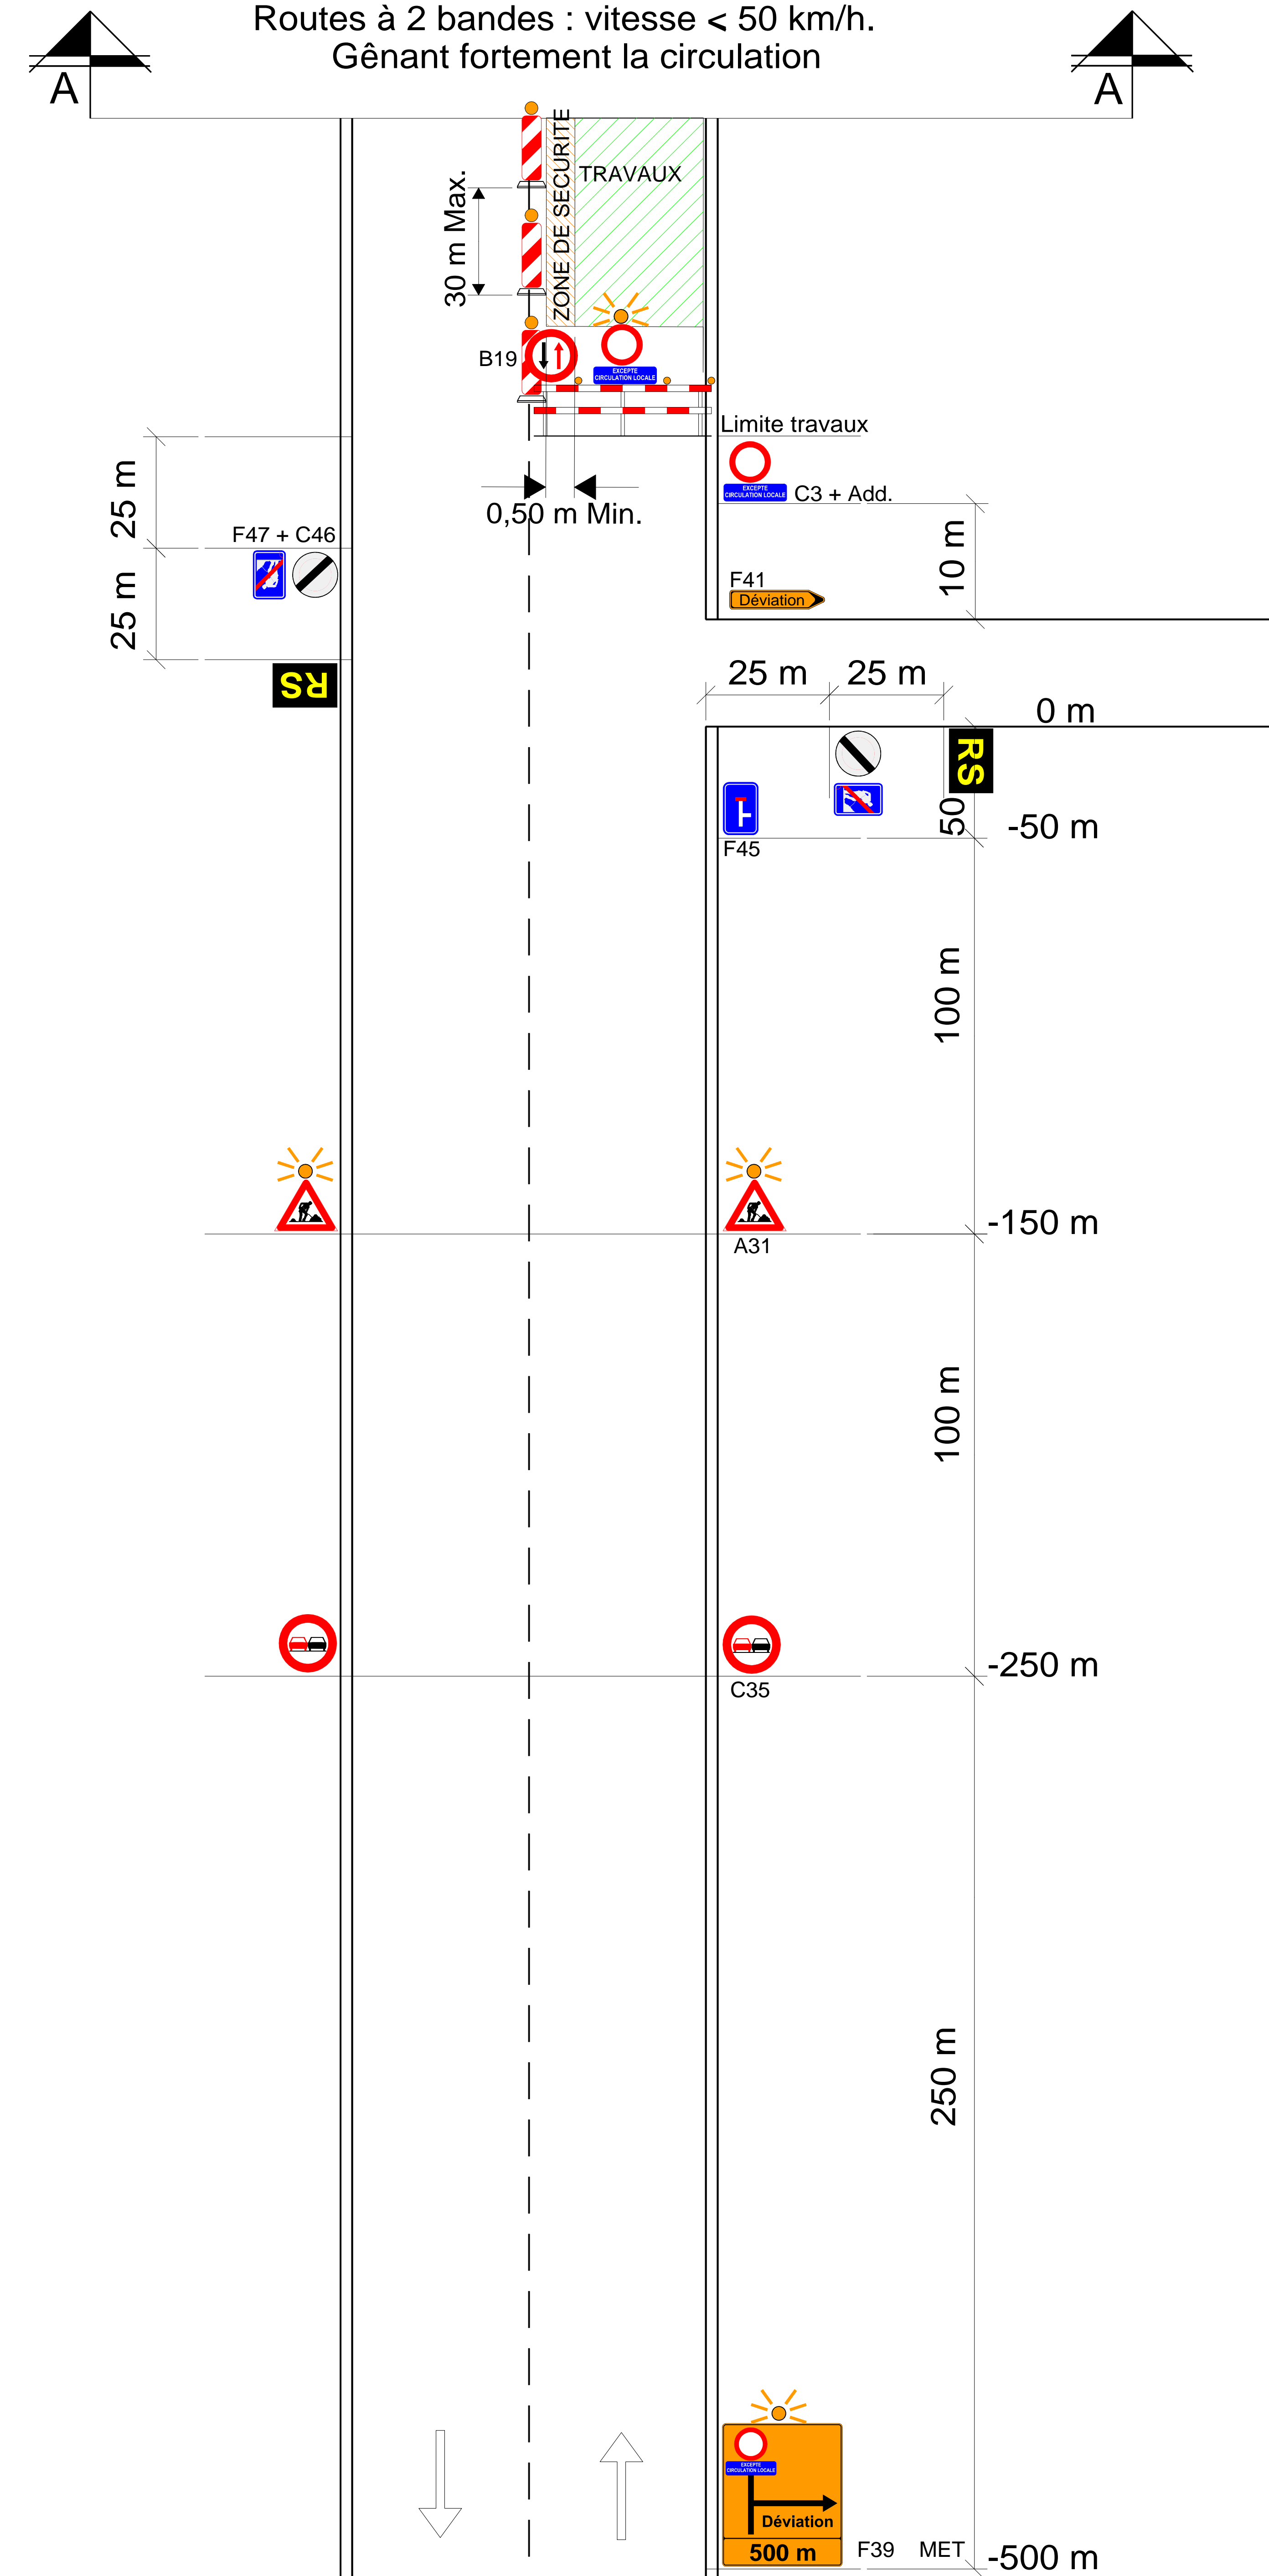 Routes à 2 bandes : vitesse < 50 km/h.
Gênant fortement la circulation
A
A
ZONE DE SECURITE
TRAVAUX
30 m Max.
B19
EXCEPTE
CIRCULATION LOCALE
Limite travaux
EXCEPTE
CIRCULATION LOCALE
C3 + Add.
0,50 m Min.
25 m
F47 + C46
25 m
10 m
F41
Déviation
RS
25 m
25 m
0 m
RS
50
-50 m
F45
100 m
-150 m
A31
100 m
-250 m
C35
250 m
EXCEPTE
CIRCULATION LOCALE
Déviation
500 m
F39
MET
-500 m